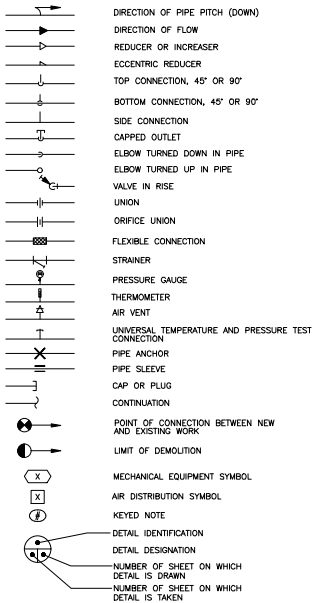 DIRECTION OF PIPE PITCH (DOWN)
DIRECTION OF FLOW
REDUCER OR INCREASER
ECCENTRIC REDUCER
TOP CONNECTION, 45° OR 90°
BOTTOM CONNECTION, 45° OR 90°
SIDE CONNECTION
CAPPED OUTLET
ELBOW TURNED DOWN IN PIPE
ELBOW TURNED UP IN PIPE
VALVE IN RISE
UNION
ORIFICE UNION
FLEXIBLE CONNECTION
STRAINER
PRESSURE GAUGE
THERMOMETER
AIR VENT
UNIVERSAL TEMPERATURE AND PRESSURE TEST
CONNECTION
PIPE ANCHOR
PIPE SLEEVE
CAP OR PLUG
CONTINUATION
POINT OF CONNECTION BETWEEN NEW
AND EXISTING WORK
LIMIT OF DEMOLITION
X MECHANICAL EQUIPMENT SYMBOL
X AIR DISTRIBUTION SYMBOL
# KEYED NOTE
DETAIL IDENTIFICATION
DETAIL DESIGNATION
NUMBER OF SHEET ON WHICH
DETAIL IS DRAWN
NUMBER OF SHEET ON WHICH
DETAIL IS TAKEN